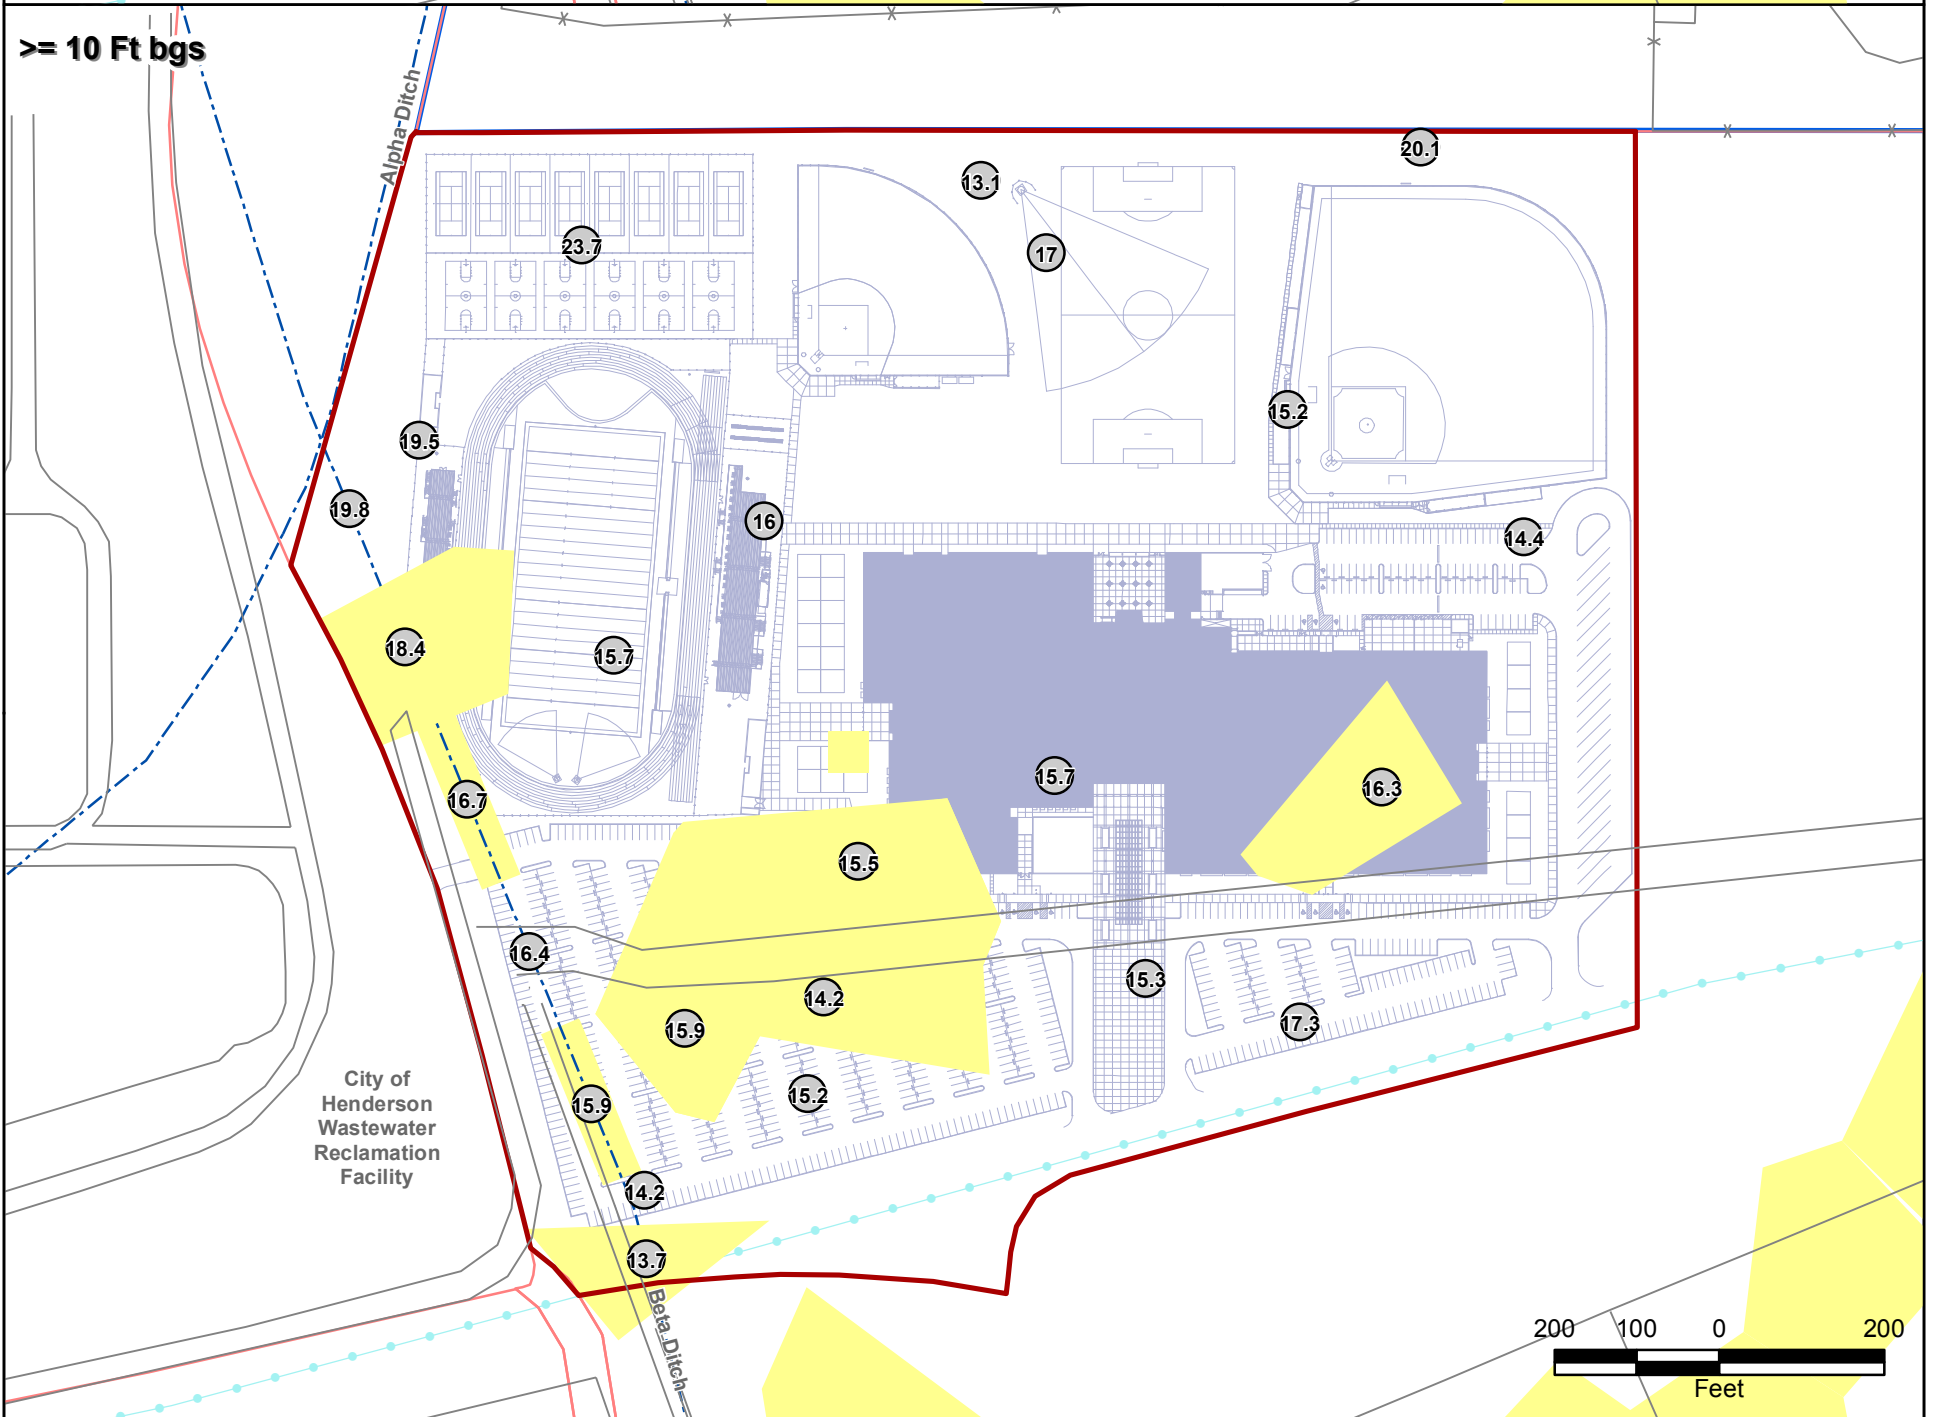 >= 10 Ft bgs
Alpha Ditch
20.1
13.1
23.7
17
15.2
19.5
19.8
16
14.4
18.4
15.7
15.7
16.3
16.7
15.5
16.4
15.3
14.2
17.3
15.9
15.2
15.9
City of
Henderson
Wastewater
Reclamation
Facility
14.2
13.7
Beta Ditch
200 100 0 200
Feet